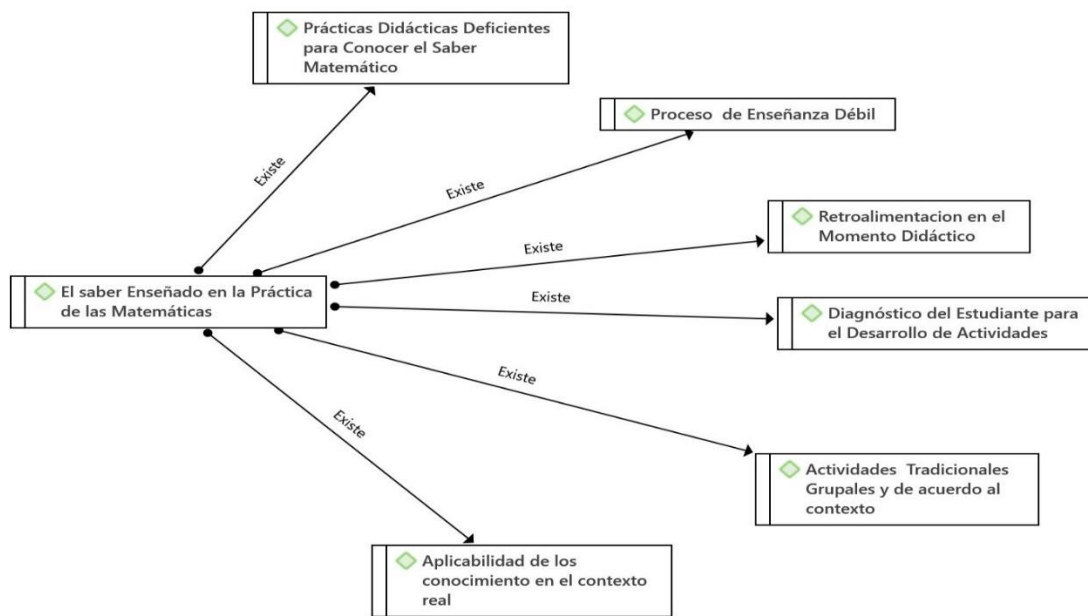 Prácticas Didácticas Deficientes
para Conocer el Saber
Matemático
Proceso de Enseñanza Débil
Existe
Existe
Retroalimentacion en el
Momento Didáctico
Existe
El saber Enseñado en la Práctica
de las Matemáticas
Existe
Diagnóstico del Estudiante para
el Desarrollo de Actividades
Existe
Existe
Actividades Tradicionales
Grupales y de acuerdo al
contexto
Aplicabilidad de los
conocimiento en el contexto
real